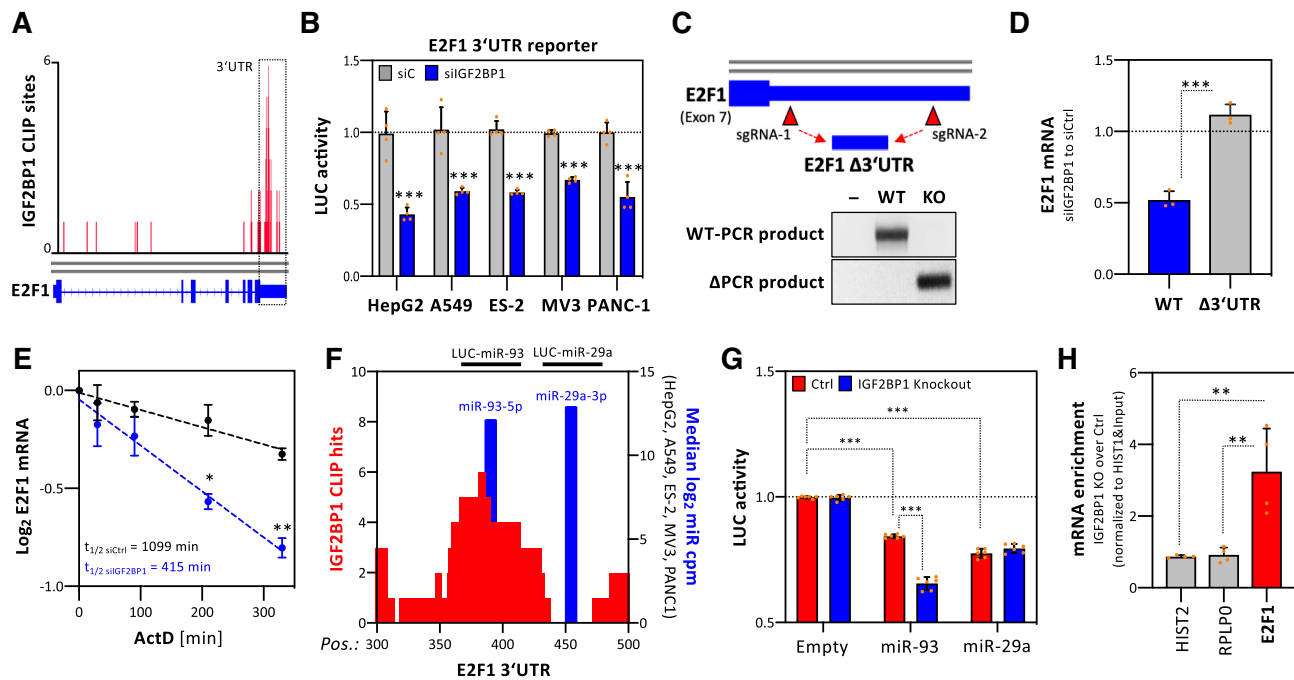 A
IGF2BP1 CLIP sites
6
0
3‘UTR
E2F1
B
E2F1 3‘UTR reporter
siC
siIGF2BP1
LUC activity
1.5
1.0
0.5
0.0
***
***
***
***
***
HepG2
A549
ES-2
MV3
PANC-1
C
E2F1
(Exon 7)
sgRNA-1
sgRNA-2
E2F1 Δ3‘UTR
– WT KO
WT-PCR product
ΔPCR product
D
E2F1 mRNA
siIGF2BP1 to siCtrl
1.5
1.0
0.5
0.0
***
WT
Δ3‘UTR
E
Log2 E2F1 mRNA
0.0
-0.5
-1.0
*
**
t1/2 siCtrl = 1099 min
t1/2 siIGF2BP1 = 415 min
0
100
200
300
ActD [min]
F
LUC-miR-93
LUC-miR-29a
IGF2BP1 CLIP hits
10
8
6
4
2
0
miR-93-5p
miR-29a-3p
15
10
5
0
Median log2 miR cpm
(HepG2, A549, ES-2, MV3, PANC1)
Pos.: 300
350
400
450
500
E2F1 3‘UTR
G
Ctrl
IGF2BP1 Knockout
LUC activity
1.5
1.0
0.5
***
***
***
Empty
miR-93
miR-29a
H
mRNA enrichment
IGF2BP1 KO over Ctrl
(normalized to HIST1&Input)
6
4
2
0
**
**
HIST2
RPLP0
E2F1